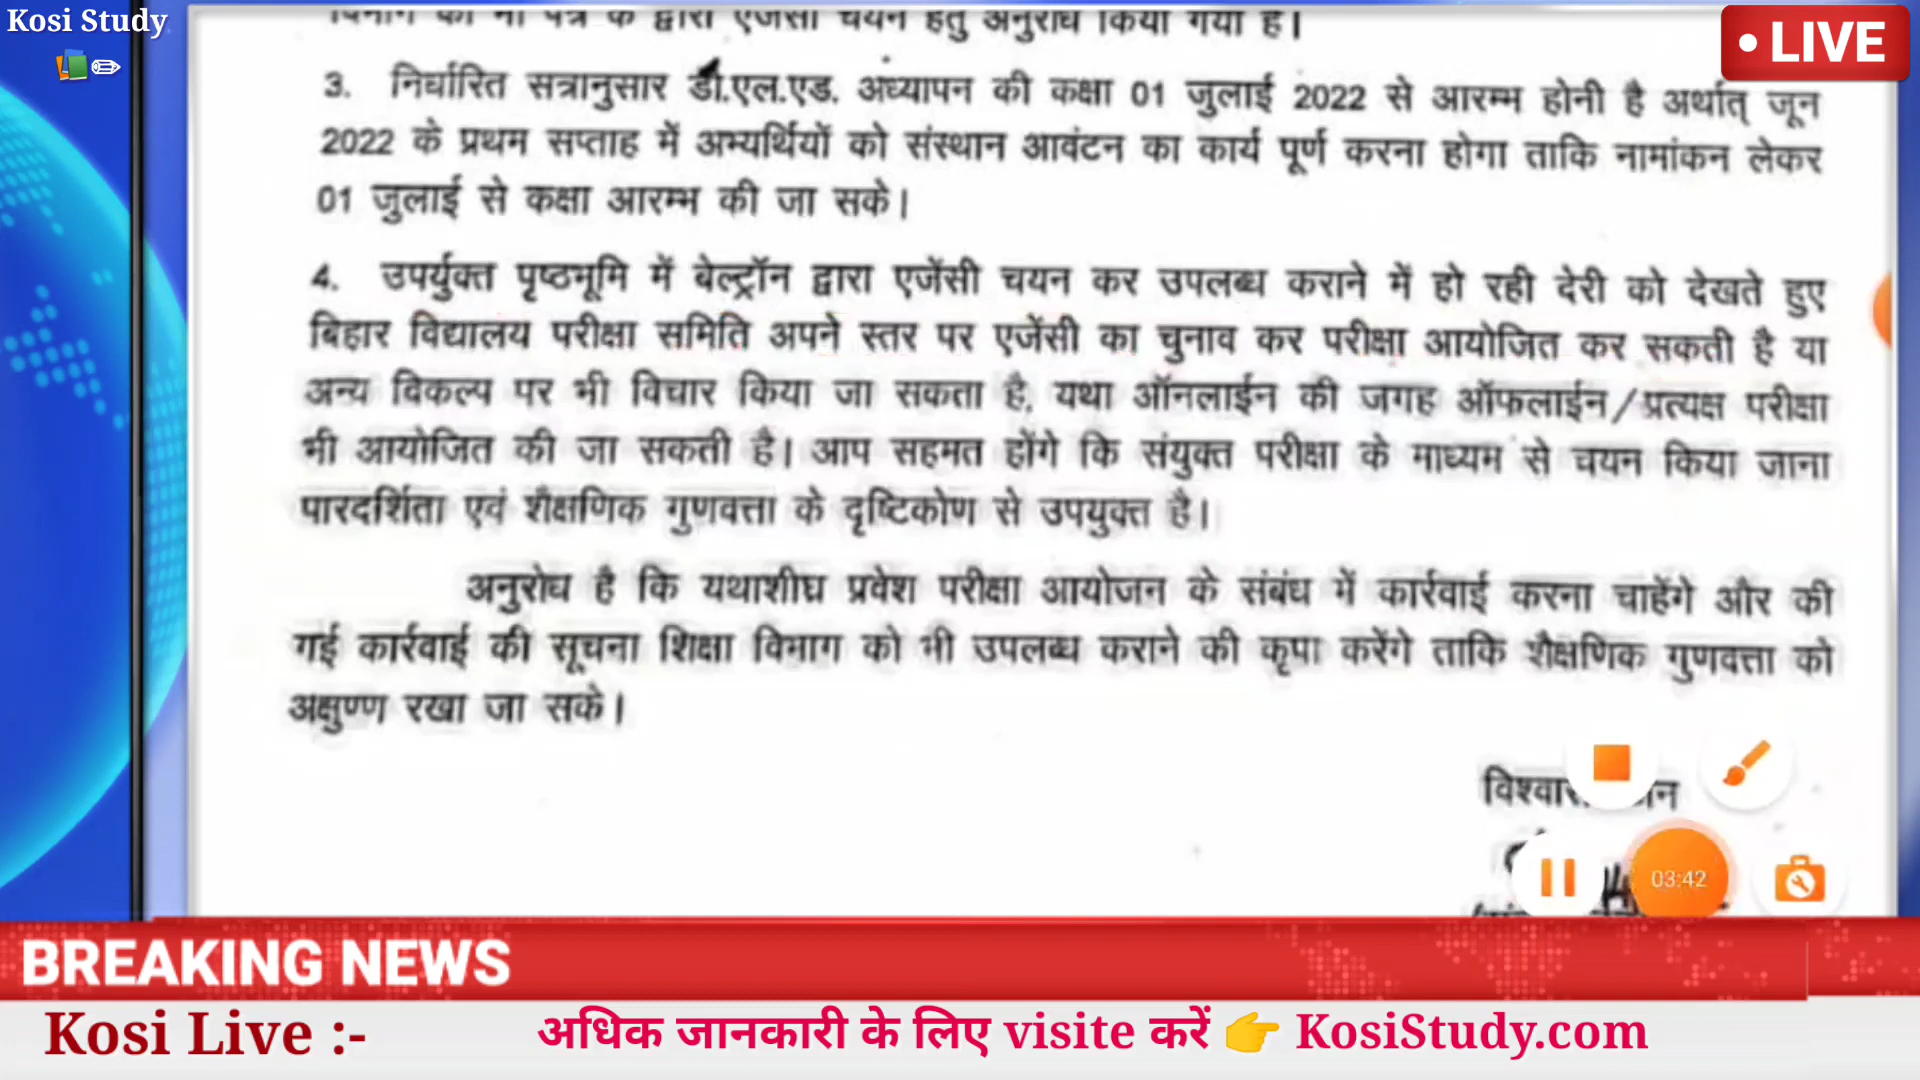 Kosi Study
LIVE
के द्वारा एजेंसी चयन हेतु अनुरोध किया गया है।
3. निर्धारित सत्रानुसार डी.एल.एड. अध्यापन की कक्षा 01 जुलाई 2022 से आरम्भ होनी है अर्थात् जून
2022 के प्रथम सप्ताह में अभ्यर्थियों को संस्थान आवंटन का कार्य पूर्ण करना होगा ताकि नामांकन लेकर
01 जुलाई से कक्षा आरम्भ की जा सके।
4. उपर्युक्त पृष्ठभूमि में बेल्ट्रॉन द्वारा एजेंसी चयन कर उपलब्ध कराने में हो रही देरी को देखते हुए
बिहार विद्यालय परीक्षा समिति अपने स्तर पर एजेंसी का चुनाव कर परीक्षा आयोजित कर सकती है या
अन्य विकल्प पर भी विचार किया जा सकता है, यथा ऑनलाईन की जगह ऑफलाईन/प्रत्यक्ष परीक्षा
भी आयोजित की जा सकती है। आप सहमत होंगे कि संयुक्त परीक्षा के माध्यम से चयन किया जाना
पारदर्शिता एवं शैक्षणिक गुणवत्ता के दृष्टिकोण से उपयुक्त है।
अनुरोध है कि यथाशीघ्र प्रवेश परीक्षा आयोजन के संबंध में कार्रवाई करना चाहेंगे और की
गई कार्रवाई की सूचना शिक्षा विभाग को भी उपलब्ध कराने की कृपा करेंगे ताकि शैक्षणिक गुणवत्ता को
अक्षुण्ण रखा जा सके।
03:42
BREAKING NEWS
Kosi Live :- अधिक जानकारी के लिए visite करें 👉 KosiStudy.com